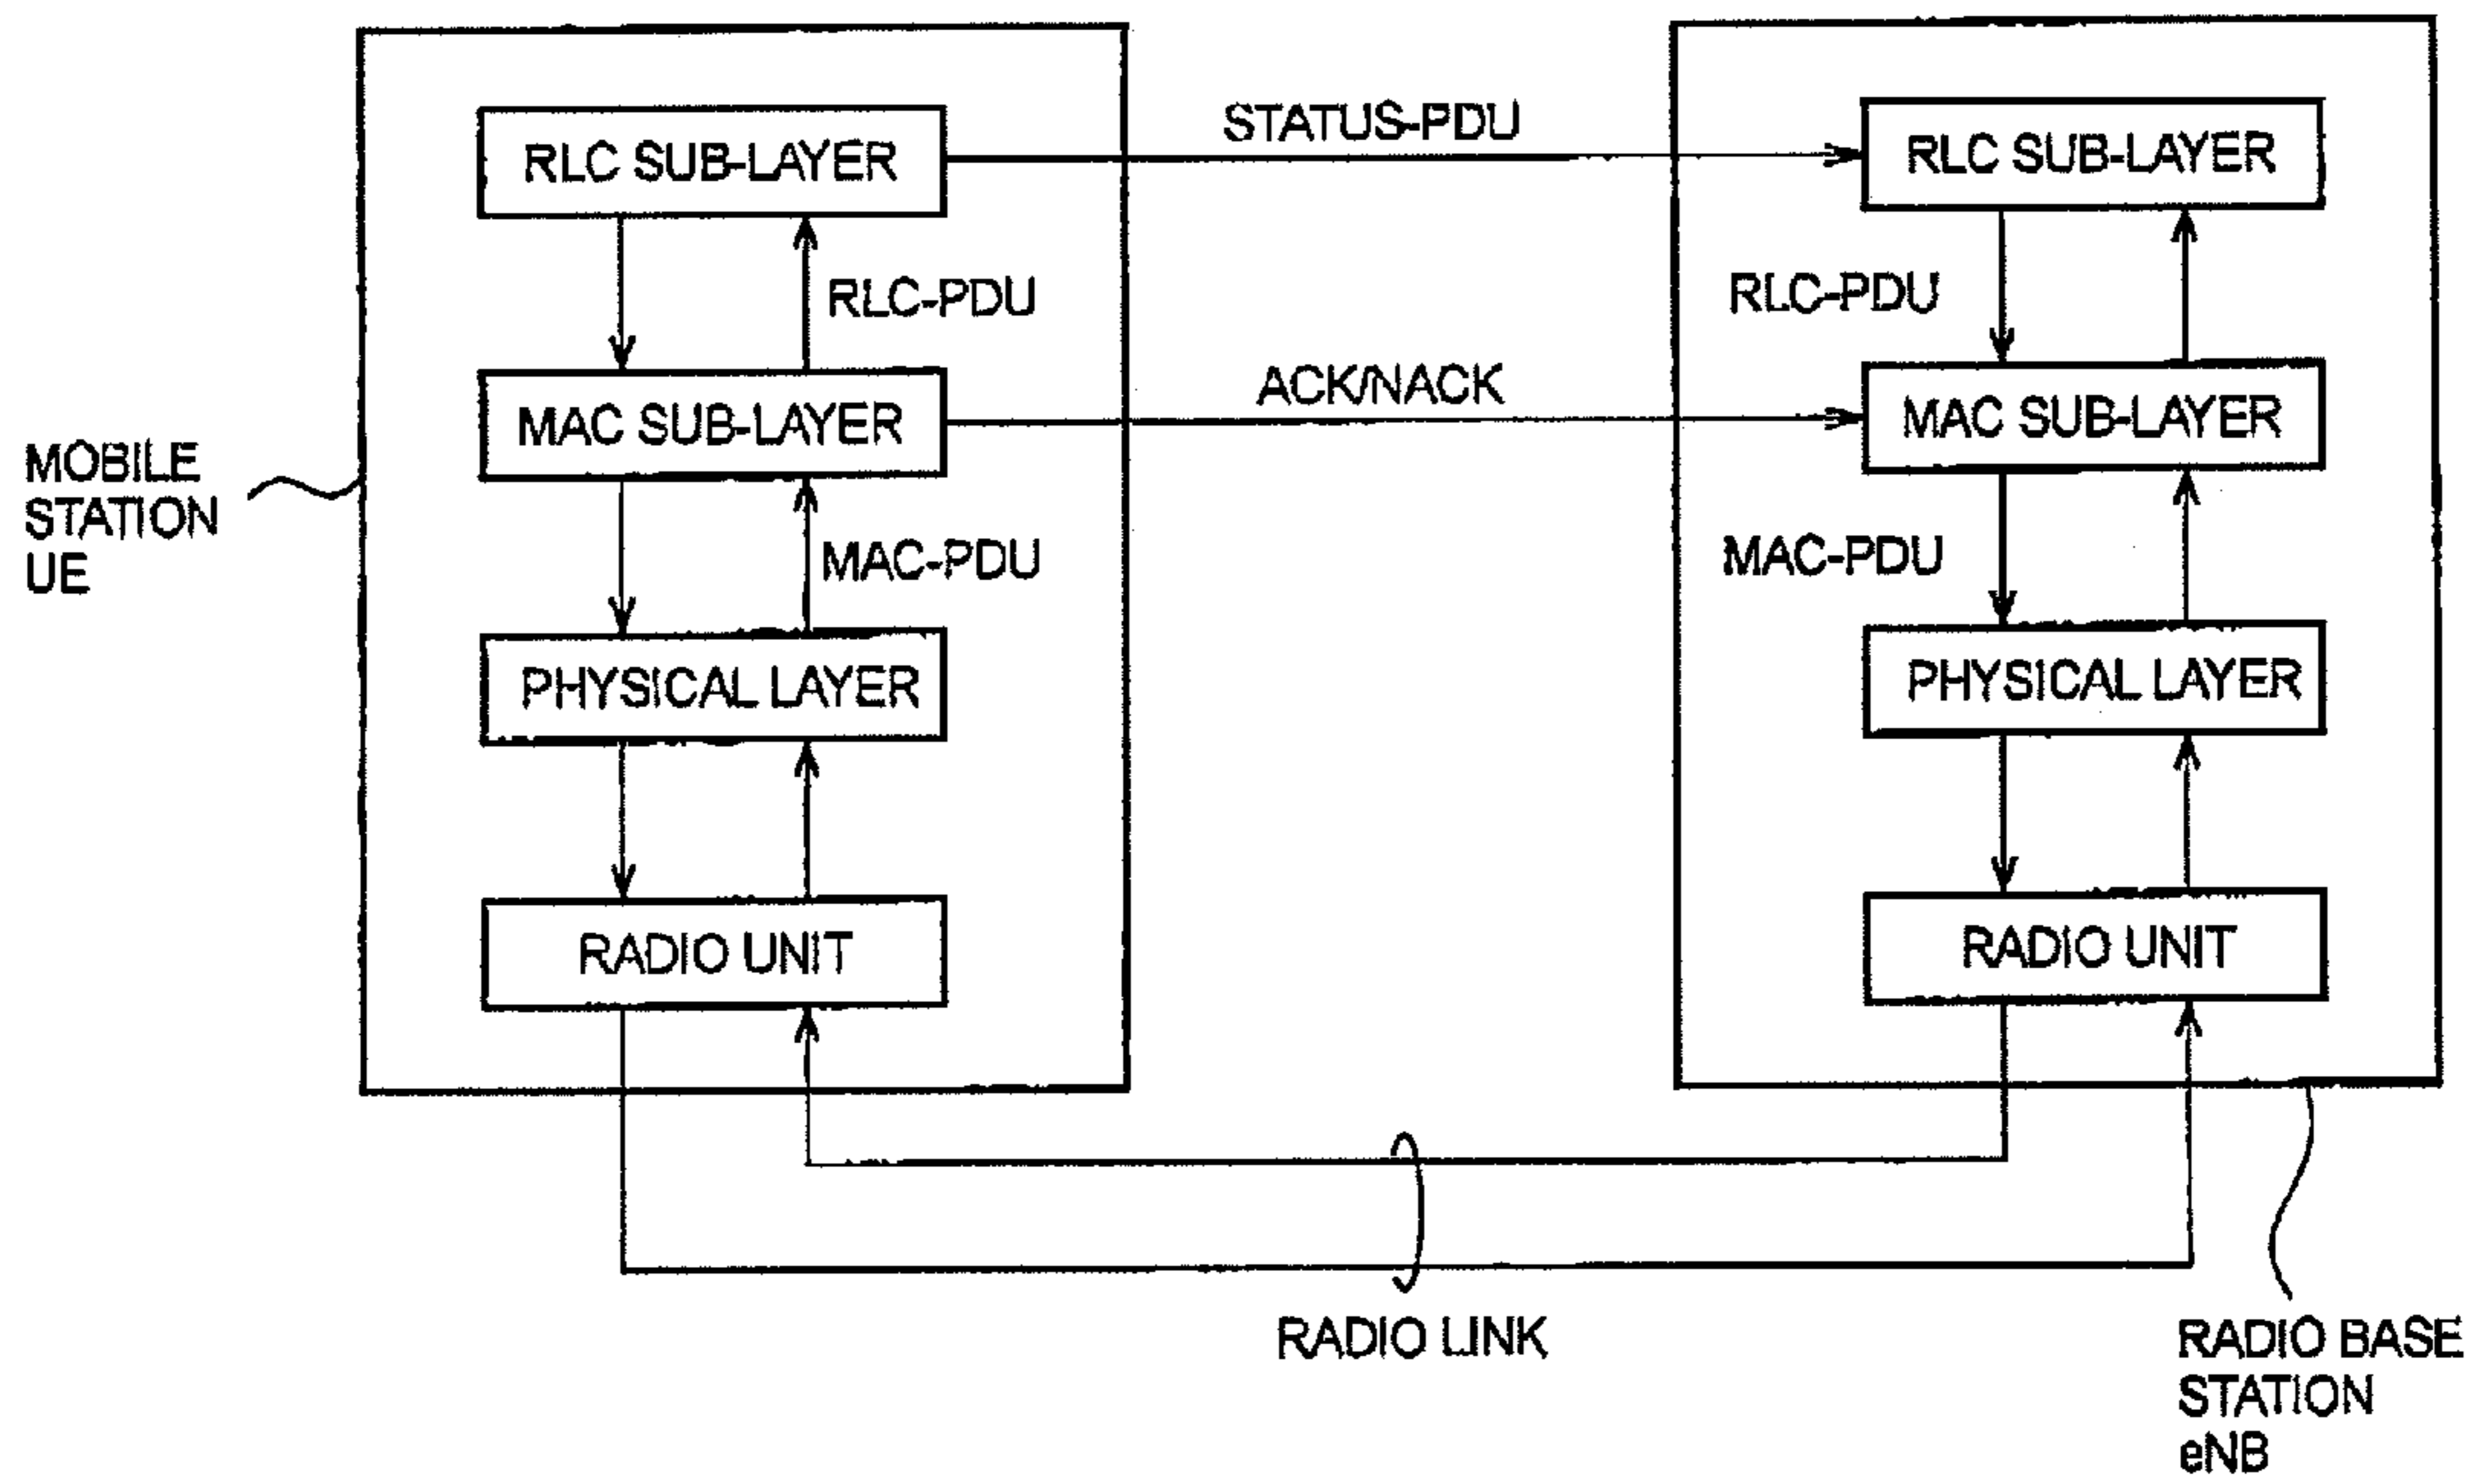 STATUS-PDU
RLC SUB-LAYER
RLC SUB-LAYER
RLC-PDU
RLC-PDU
ACK/NACK
MAC SUB-LAYER
MAC SUB-LAYER
MOBILE
STATION
UE
MAC-PDU
MAC-PDU
PHYSICAL LAYER
PHYSICAL LAYER
RADIO UNIT
RADIO UNIT
RADIO LINK
RADIO BASE
STATION
eNB